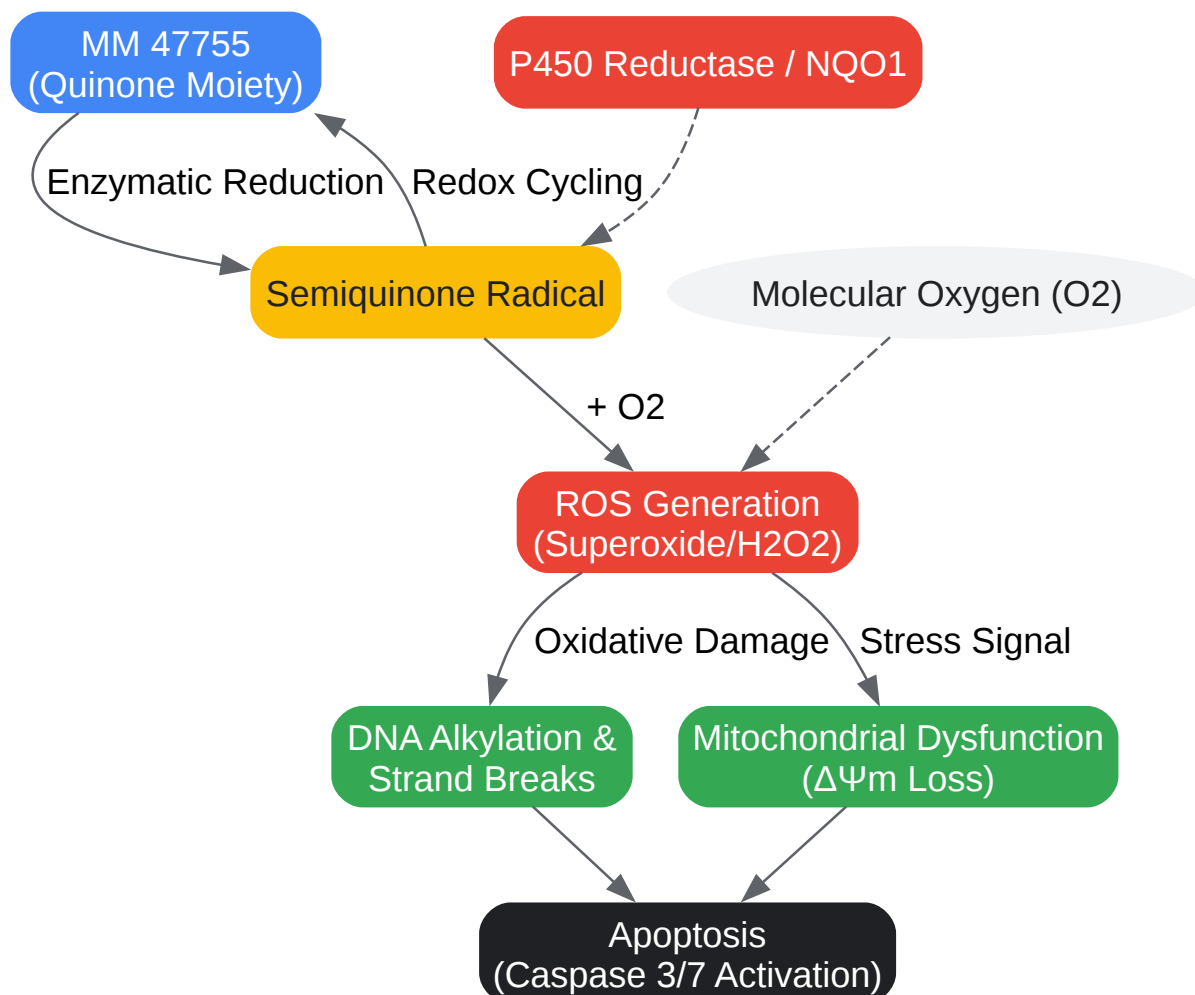 MM 47755
(Quinone Moiety)
P450 Reductase / NQO1
Enzymatic Reduction
Redox Cycling
Semiquinone Radical
Molecular Oxygen (O2)
+ O2
ROS Generation
(Superoxide/H2O2)
Oxidative Damage
Stress Signal
DNA Alkylation &
Strand Breaks
Mitochondrial Dysfunction
(ΔΨm Loss)
Apoptosis
(Caspase 3/7 Activation)